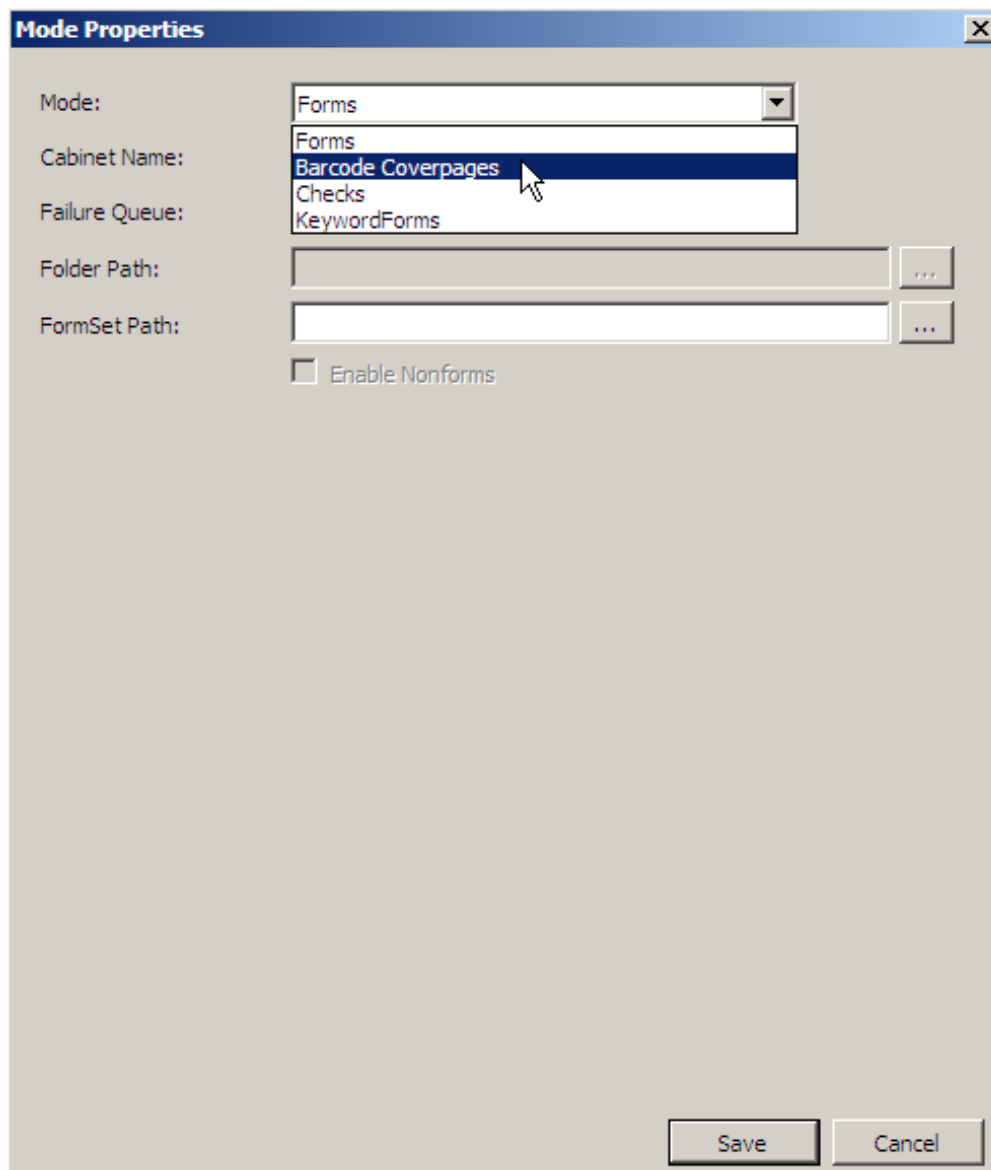 Mode Properties
Mode: Forms
Forms
Cabinet Name:
Barcode Coverpages
Checks
Failure Queue:
KeywordForms
Folder Path: ...
FormSet Path: ...
Enable Nonforms
Save Cancel